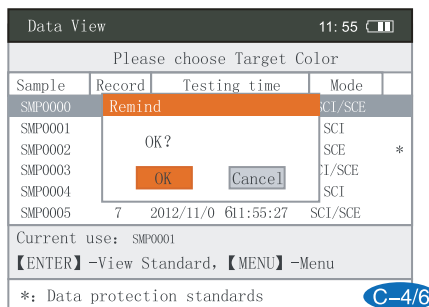 Data View 11: 55
Please choose Target Color
Sample Record Testing time Mode
SMP0000 SCI/SCE
Remind
SMP0001 SCI
OK?
SMP0002 SCE *
SMP0003 CI/SCE
OK Cancel
SMP0004 SCI
SMP0005 7 2012/11/0 611:55:27 SCI/SCE
Current use: SMP0001
【ENTER】-View Standard,【MENU】-Menu
*: Data protection standards
C-4/6